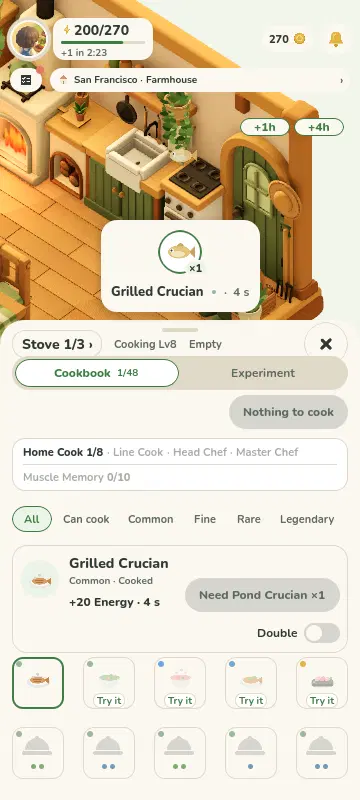 200/270
+1 in 2:23
270
San Francisco · Farmhouse ›
+1h +4h
×1
Grilled Crucian · 4 s
Stove 1/3 › Cooking Lv8 Empty
Cookbook 1/48 Experiment
Nothing to cook
Home Cook 1/8 · Line Cook · Head Chef · Master Chef
Muscle Memory 0/10
All Can cook Common Fine Rare Legendary
Grilled Crucian
Common · Cooked
+20 Energy · 4 s
Need Pond Crucian ×1
Double
Try it Try it Try it Try it